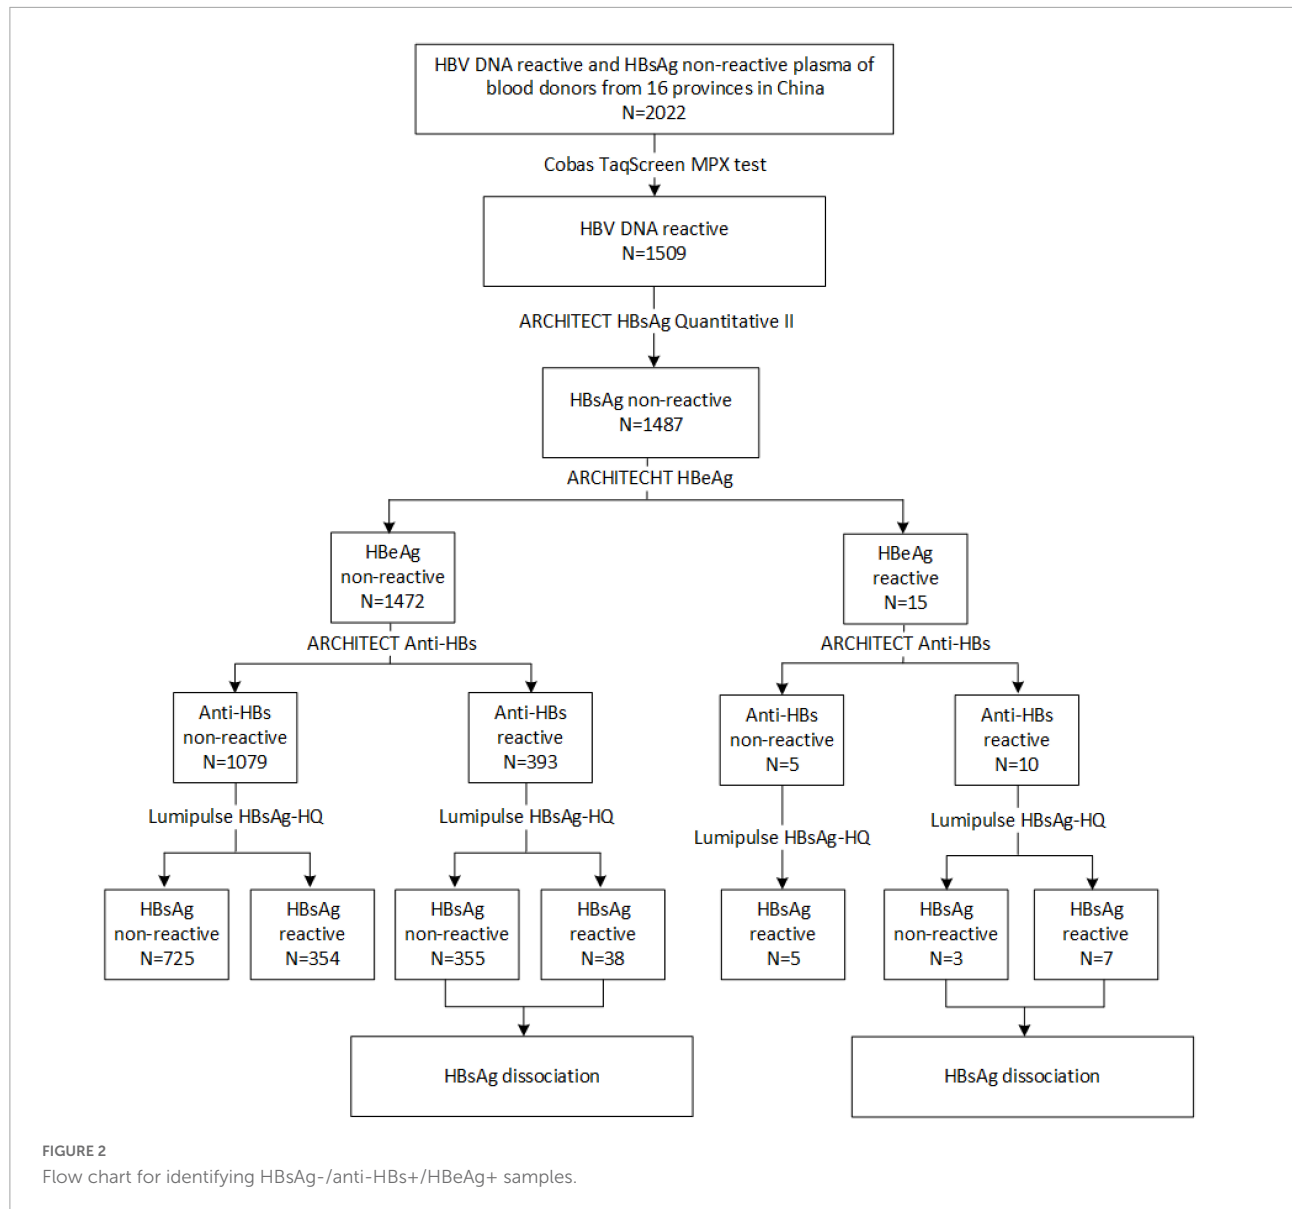 HBV DNA reactive and HBsAg non-reactive plasma of
blood donors from 16 provinces in China
N=2022
Cobas TaqScreen MPX test
HBV DNA reactive
N=1509
ARCHITECT HBsAg Quantitative II
HBsAg non-reactive
N=1487
ARCHITECHT HBeAg
HBeAg
non-reactive
N=1472
HBeAg
reactive
N=15
ARCHITECT Anti-HBs
ARCHITECT Anti-HBs
Anti-HBs
non-reactive
N=1079
Anti-HBs
reactive
N=393
Anti-HBs
non-reactive
N=5
Anti-HBs
reactive
N=10
Lumipulse HBsAg-HQ
Lumipulse HBsAg-HQ
Lumipulse HBsAg-HQ
Lumipulse HBsAg-HQ
HBsAg
non-reactive
N=725
HBsAg
reactive
N=354
HBsAg
non-reactive
N=355
HBsAg
reactive
N=38
HBsAg
reactive
N=5
HBsAg
non-reactive
N=3
HBsAg
reactive
N=7
HBsAg dissociation
HBsAg dissociation
FIGURE 2
Flow chart for identifying HBsAg-/anti-HBs+/HBeAg+ samples.